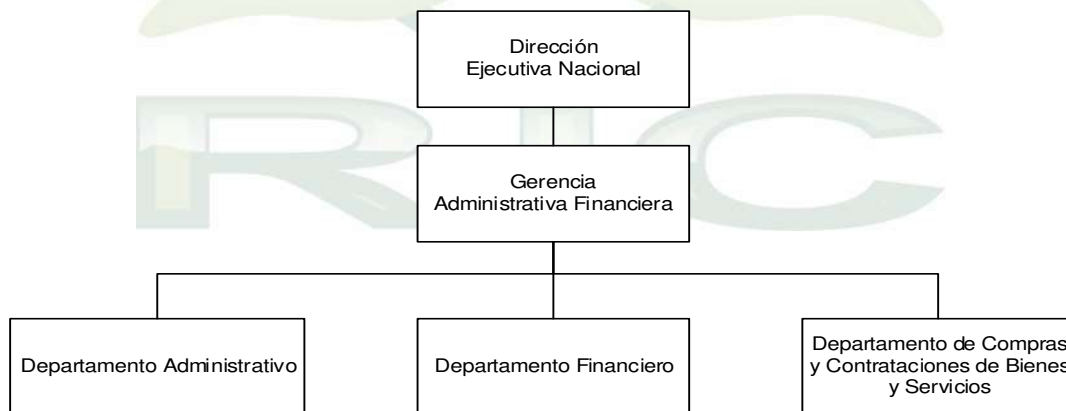 Dirección
Ejecutiva Nacional
RIC
Gerencia
Administrativa Financiera
Departamento Administrativo
Departamento Financiero
Departamento de Compras
y Contrataciones de Bienes
y Servicios